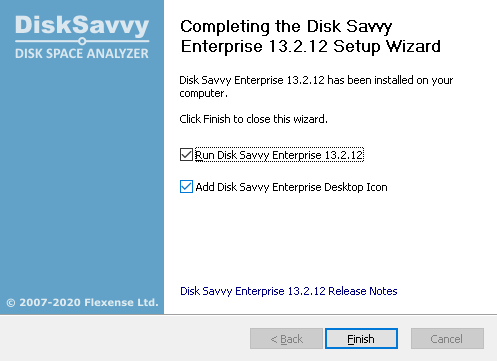 DiskSavvy
DISK SPACE ANALYZER
Completing the Disk Savvy
Enterprise 13.2.12 Setup Wizard
Disk Savvy Enterprise 13.2.12 has been installed on your
computer.
Click Finish to close this wizard.
Run Disk Savvy Enterprise 13.2.12
Add Disk Savvy Enterprise Desktop Icon
Disk Savvy Enterprise 13.2.12 Release Notes
© 2007-2020 Flexense Ltd.
< Back
Finish
Cancel